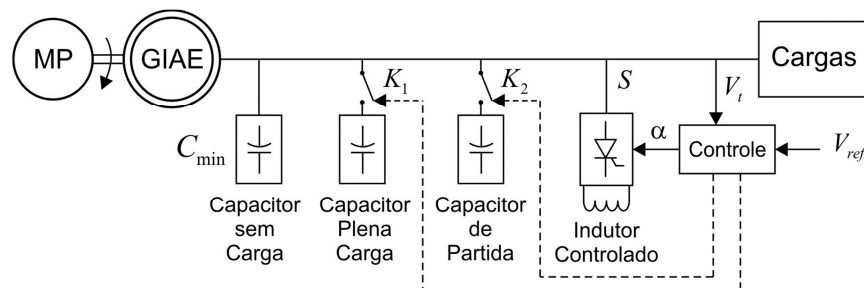 MP
GIAE
Cargas
K1
K2
S
Vt
Cmin
α
Controle
Vref
Capacitor
sem
Carga
Capacitor
Plena
Carga
Capacitor
de
Partida
Indutor
Controlado